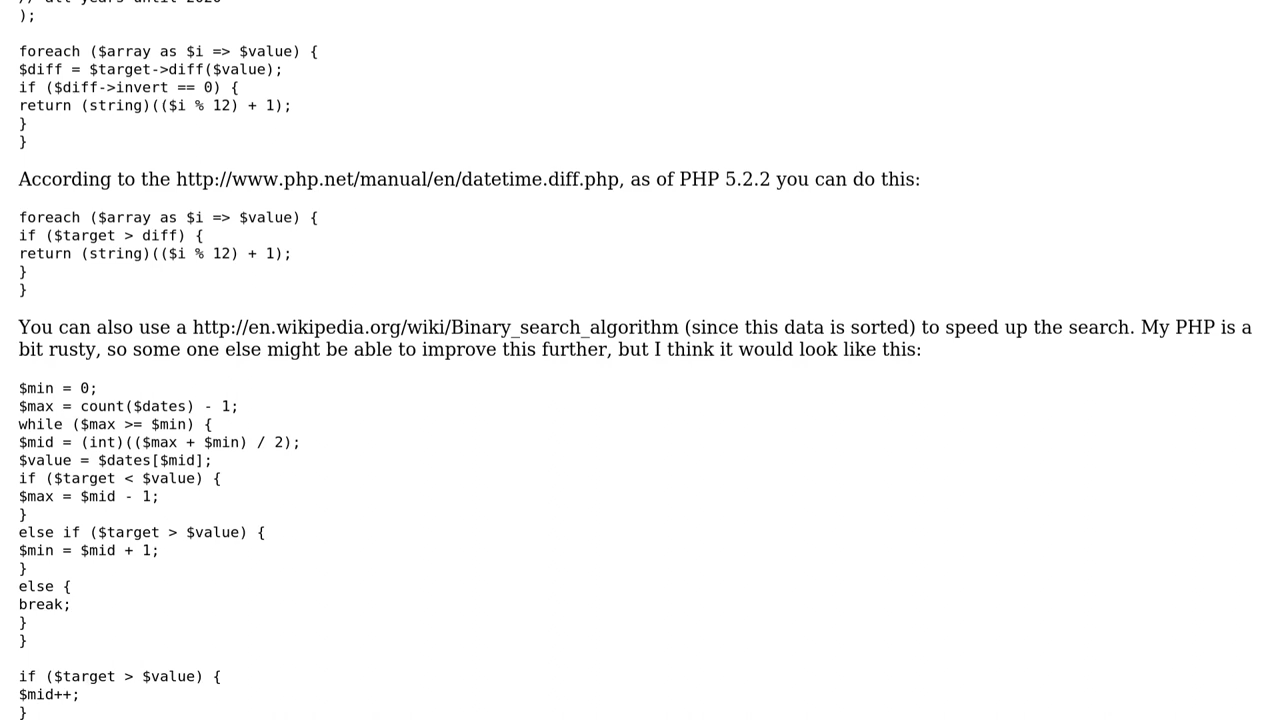 // all years until 2020
);
foreach ($array as $i => $value) {
$diff = $target->diff($value);
if ($diff->invert == 0) {
return (string)(($i % 12) + 1);
}
}
According to the http://www.php.net/manual/en/datetime.diff.php, as of PHP 5.2.2 you can do this:
foreach ($array as $i => $value) {
if ($target > diff) {
return (string)(($i % 12) + 1);
}
}
You can also use a http://en.wikipedia.org/wiki/Binary_search_algorithm (since this data is sorted) to speed up the search. My PHP is a
bit rusty, so some one else might be able to improve this further, but I think it would look like this:
$min = 0;
$max = count($dates) - 1;
while ($max >= $min) {
$mid = (int)(($max + $min) / 2);
$value = $dates[$mid];
if ($target < $value) {
$max = $mid - 1;
}
else if ($target > $value) {
$min = $mid + 1;
}
else {
break;
}
}
if ($target > $value) {
$mid++;
}